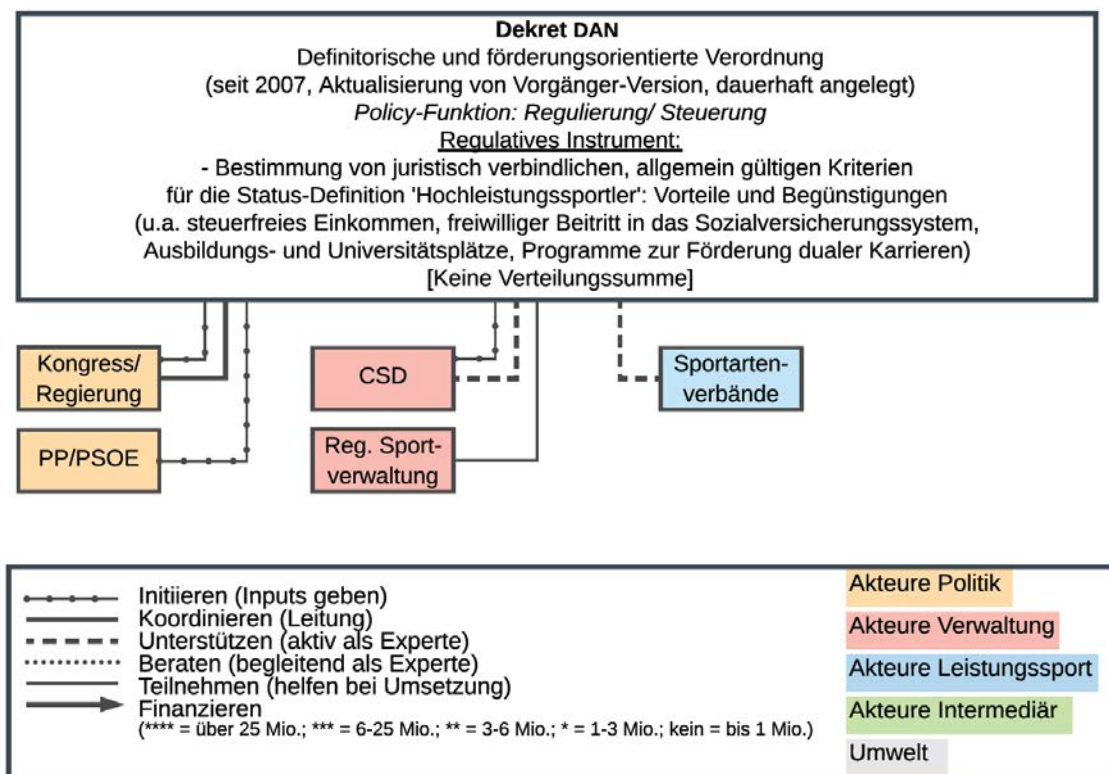 Dekret DAN
Definitorische und förderungsorientierte Verordnung
(seit 2007, Aktualisierung von Vorgänger-Version, dauerhaft angelegt)
Policy-Funktion: Regulierung/ Steuerung
Regulatives Instrument:
- Bestimmung von juristisch verbindlichen, allgemein gültigen Kriterien
für die Status-Definition 'Hochleistungssportler': Vorteile und Begünstigungen
(u.a. steuerfreies Einkommen, freiwilliger Beitritt in das Sozialversicherungssystem,
Ausbildungs- und Universitätsplätze, Programme zur Förderung dualer Karrieren)
[Keine Verteilungssumme]
Kongress/
Regierung
CSD
Sportarten-
verbände
PP/PSOE
Reg. Sport-
verwaltung
Initiieren (Inputs geben)
Koordinieren (Leitung)
Unterstützen (aktiv als Experte)
Beraten (begleitend als Experte)
Teilnehmen (helfen bei Umsetzung)
Finanzieren
(**** = über 25 Mio.; *** = 6-25 Mio.; ** = 3-6 Mio.; * = 1-3 Mio.; kein = bis 1 Mio.)
Akteure Politik
Akteure Verwaltung
Akteure Leistungssport
Akteure Intermediär
Umwelt